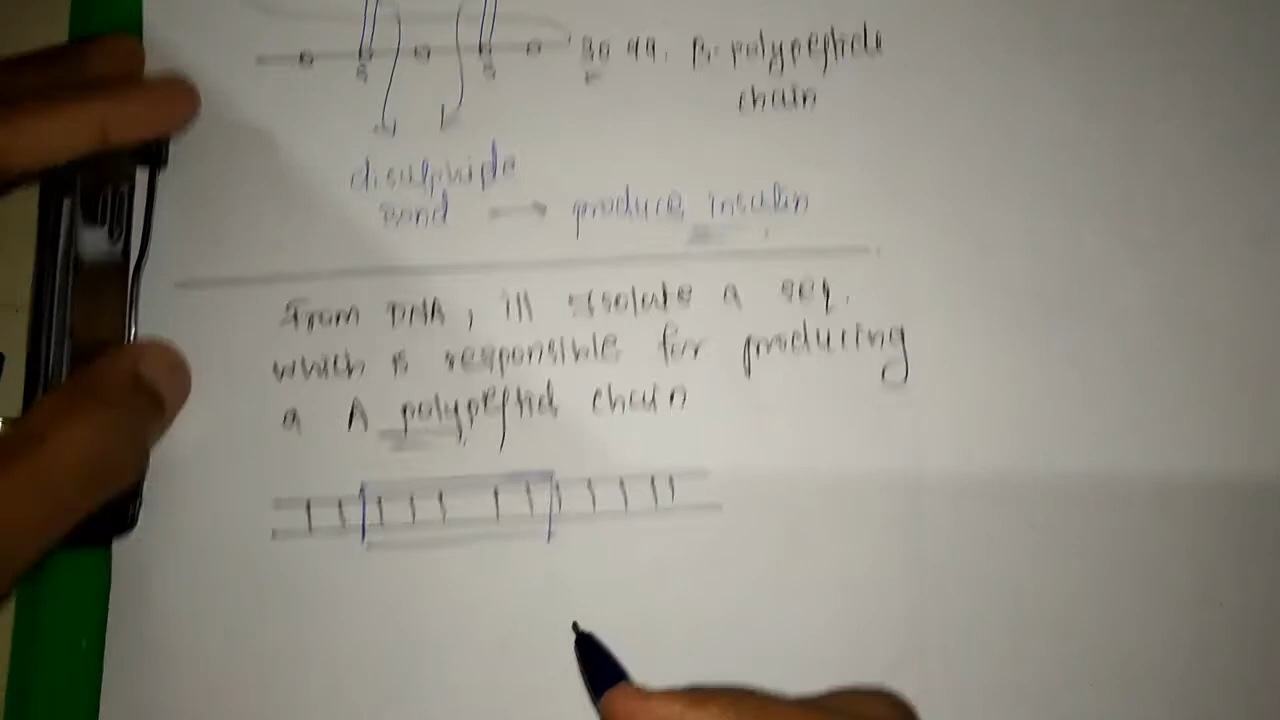 30 aa. B-polypeptide
chain
S S
disulphide
bond → produce insulin
From DNA, ill isolate a seq.
which is responsible for producing
a A polypeptid chain